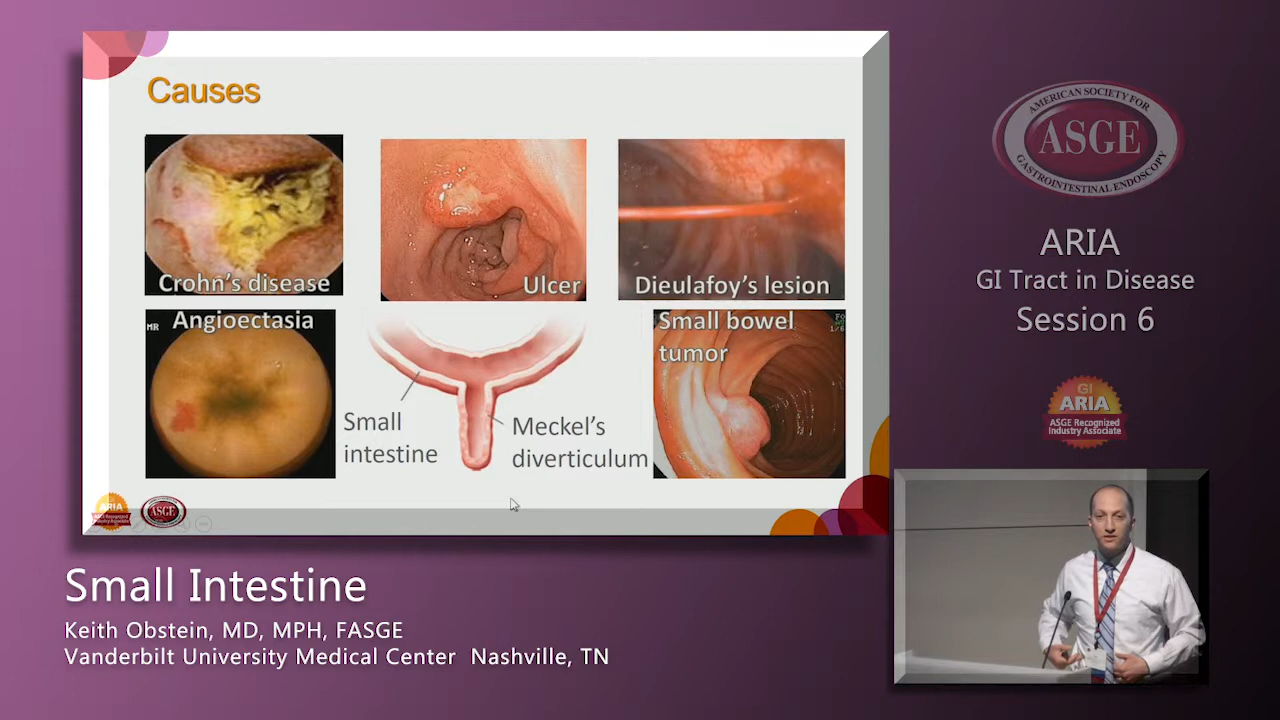 Causes
Crohn's disease
Ulcer
Dieulafoy's lesion
MR
Angioectasia
Small
intestine
Meckel's
diverticulum
Small bowel
tumor
ARIA
ASGE
AMERICAN SOCIETY FOR
ASGE
GASTROINTESTINAL ENDOSCOPY
ARIA
GI Tract in Disease
Session 6
GI
ARIA
ASGE Recognized
Industry Associate
Small Intestine
Keith Obstein, MD, MPH, FASGE
Vanderbilt University Medical Center Nashville, TN